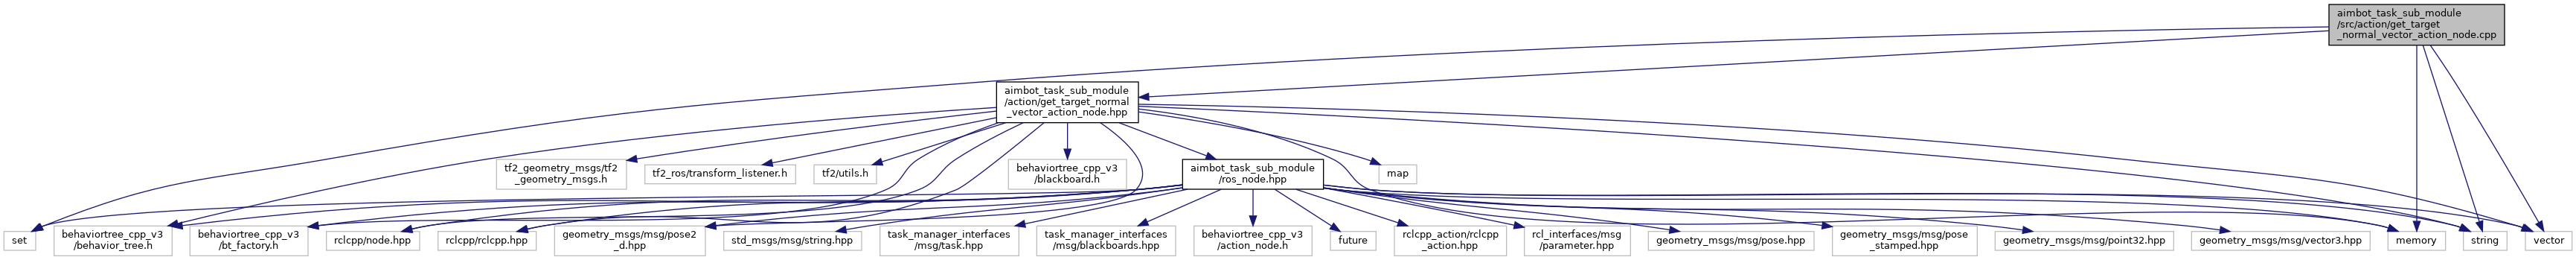 aimbot_task_sub_module
/src/action/get_target
_normal_vector_action_node.cpp
aimbot_task_sub_module
/action/get_target_normal
_vector_action_node.hpp
tf2_geometry_msgs/tf2
_geometry_msgs.h
tf2_ros/transform_listener.h
tf2/utils.h
behaviortree_cpp_v3
/blackboard.h
aimbot_task_sub_module
/ros_node.hpp
map
set
behaviortree_cpp_v3
/behavior_tree.h
behaviortree_cpp_v3
/bt_factory.h
rclcpp/node.hpp
rclcpp/rclcpp.hpp
geometry_msgs/msg/pose2
_d.hpp
std_msgs/msg/string.hpp
task_manager_interfaces
/msg/task.hpp
task_manager_interfaces
/msg/blackboards.hpp
behaviortree_cpp_v3
/action_node.h
future
rclcpp_action/rclcpp
_action.hpp
rcl_interfaces/msg
/parameter.hpp
geometry_msgs/msg/pose.hpp
geometry_msgs/msg/pose
_stamped.hpp
geometry_msgs/msg/point32.hpp
geometry_msgs/msg/vector3.hpp
memory
string
vector